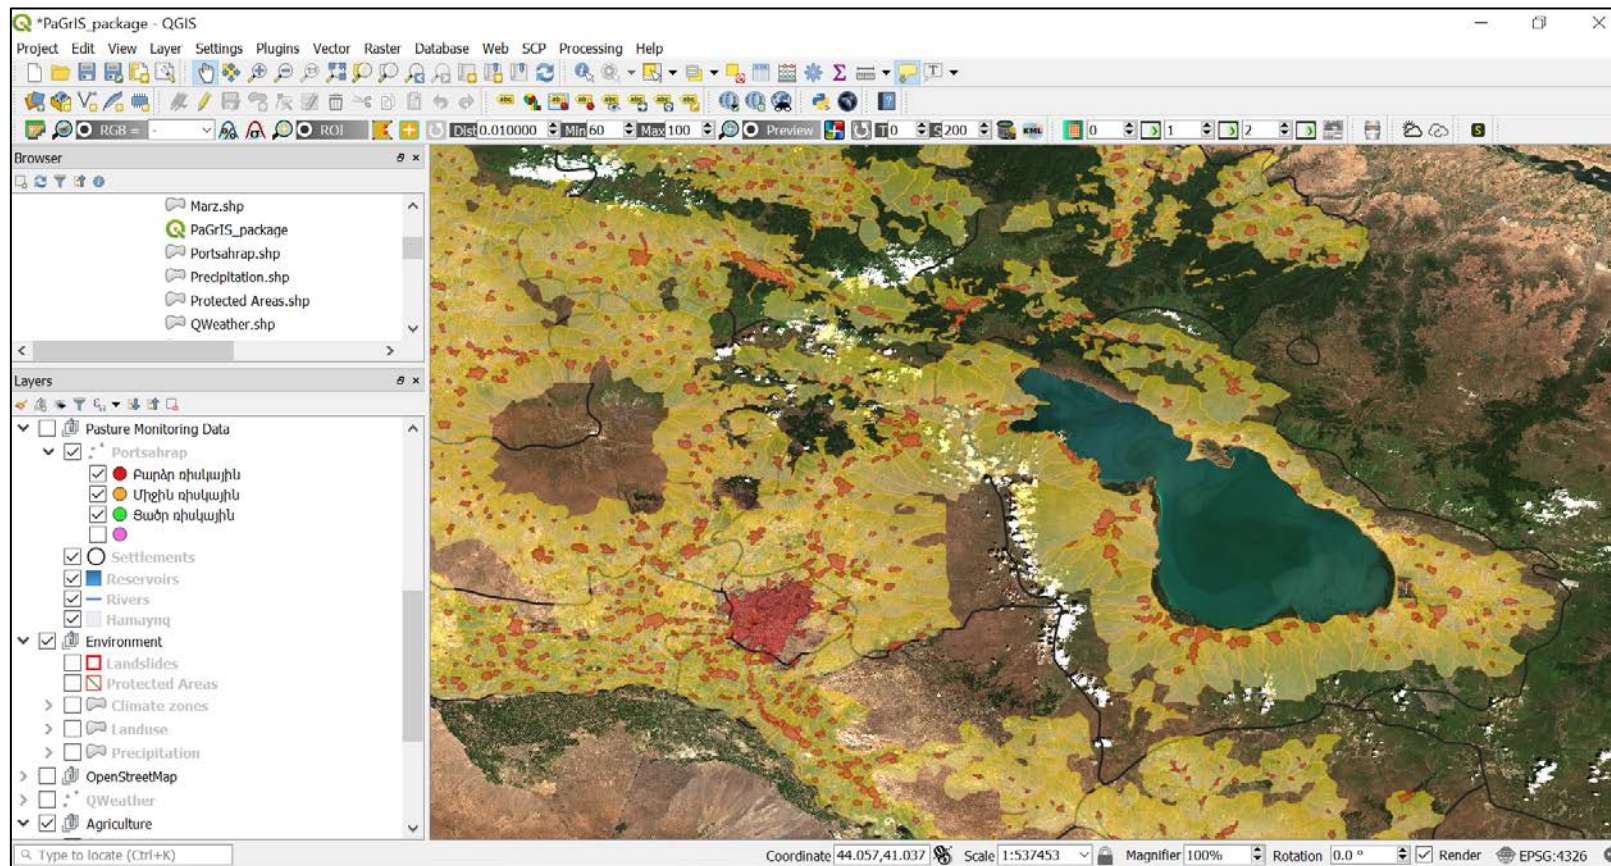 *PaGrIS_package - QGIS
Project Edit View Layer Settings Plugins Vector Raster Database Web SCP Processing Help
RGB = - ROI Dist 0.010000 Min 60 Max 100 Preview T 0 S 200 KML 0 1 2 S
Browser
Marz.shp
PaGrIS_package
Portsahrap.shp
Precipitation.shp
Protected Areas.shp
QWeather.shp
Layers
Pasture Monitoring Data
Portsahrap
Բարձր ռիսկային
Միջին ռիսկային
Ցածր ռիսկային
Settlements
Reservoirs
Rivers
Hamaynq
Environment
Landslides
Protected Areas
Climate zones
Landuse
Precipitation
OpenStreetMap
QWeather
Agriculture
Type to locate (Ctrl+K) Coordinate 44.057,41.037 Scale 1:537453 Magnifier 100% Rotation 0.0 ° Render EPSG:4326